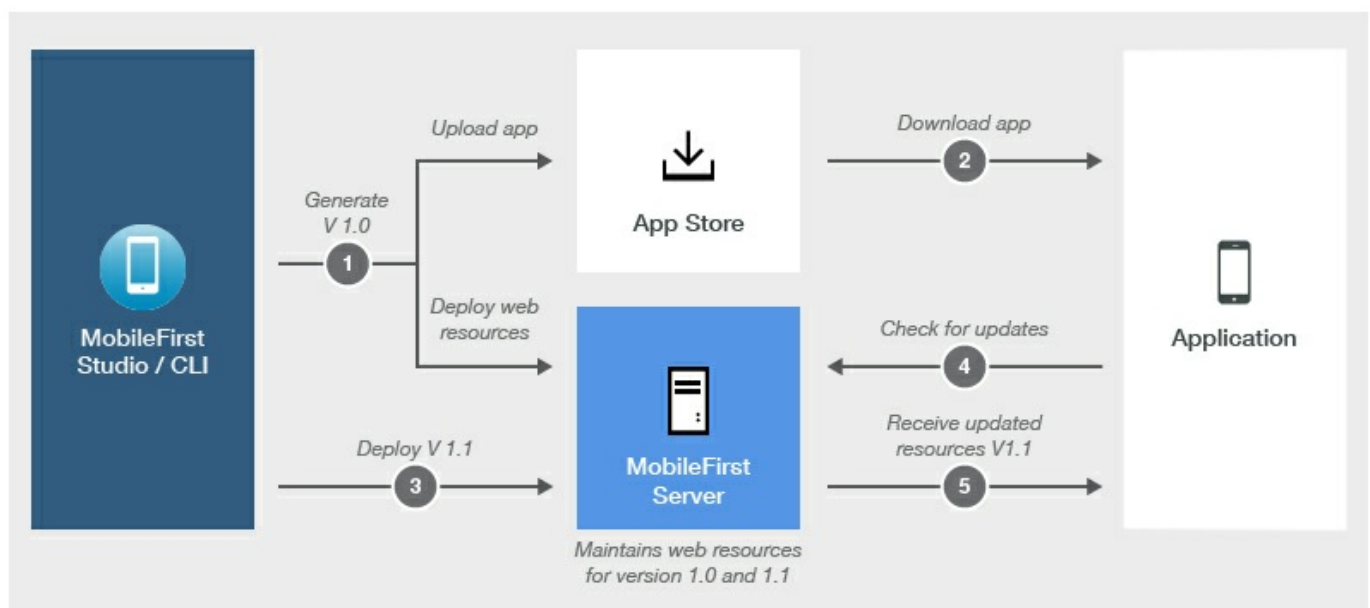 Upload app
Download app
2
Generate
V 1.0
1
App Store
MobileFirst
Studio / CLI
Deploy web
resources
Check for updates
4
Application
Deploy V 1.1
3
MobileFirst
Server
Receive updated
resources V1.1
5
Maintains web resources
for version 1.0 and 1.1